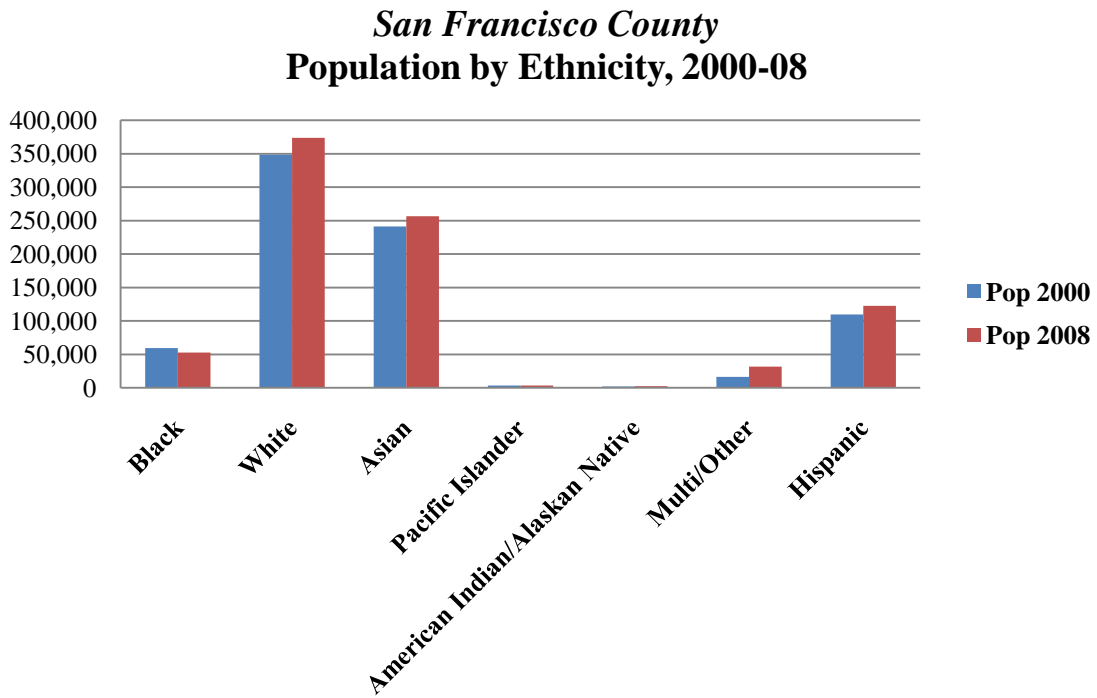 San Francisco County
Population by Ethnicity, 2000-08
400,000
350,000
300,000
250,000
200,000
150,000
100,000
50,000
0
Black
White
Asian
Pacific Islander
American Indian/Alaskan Native
Multi/Other
Hispanic
Pop 2000
Pop 2008